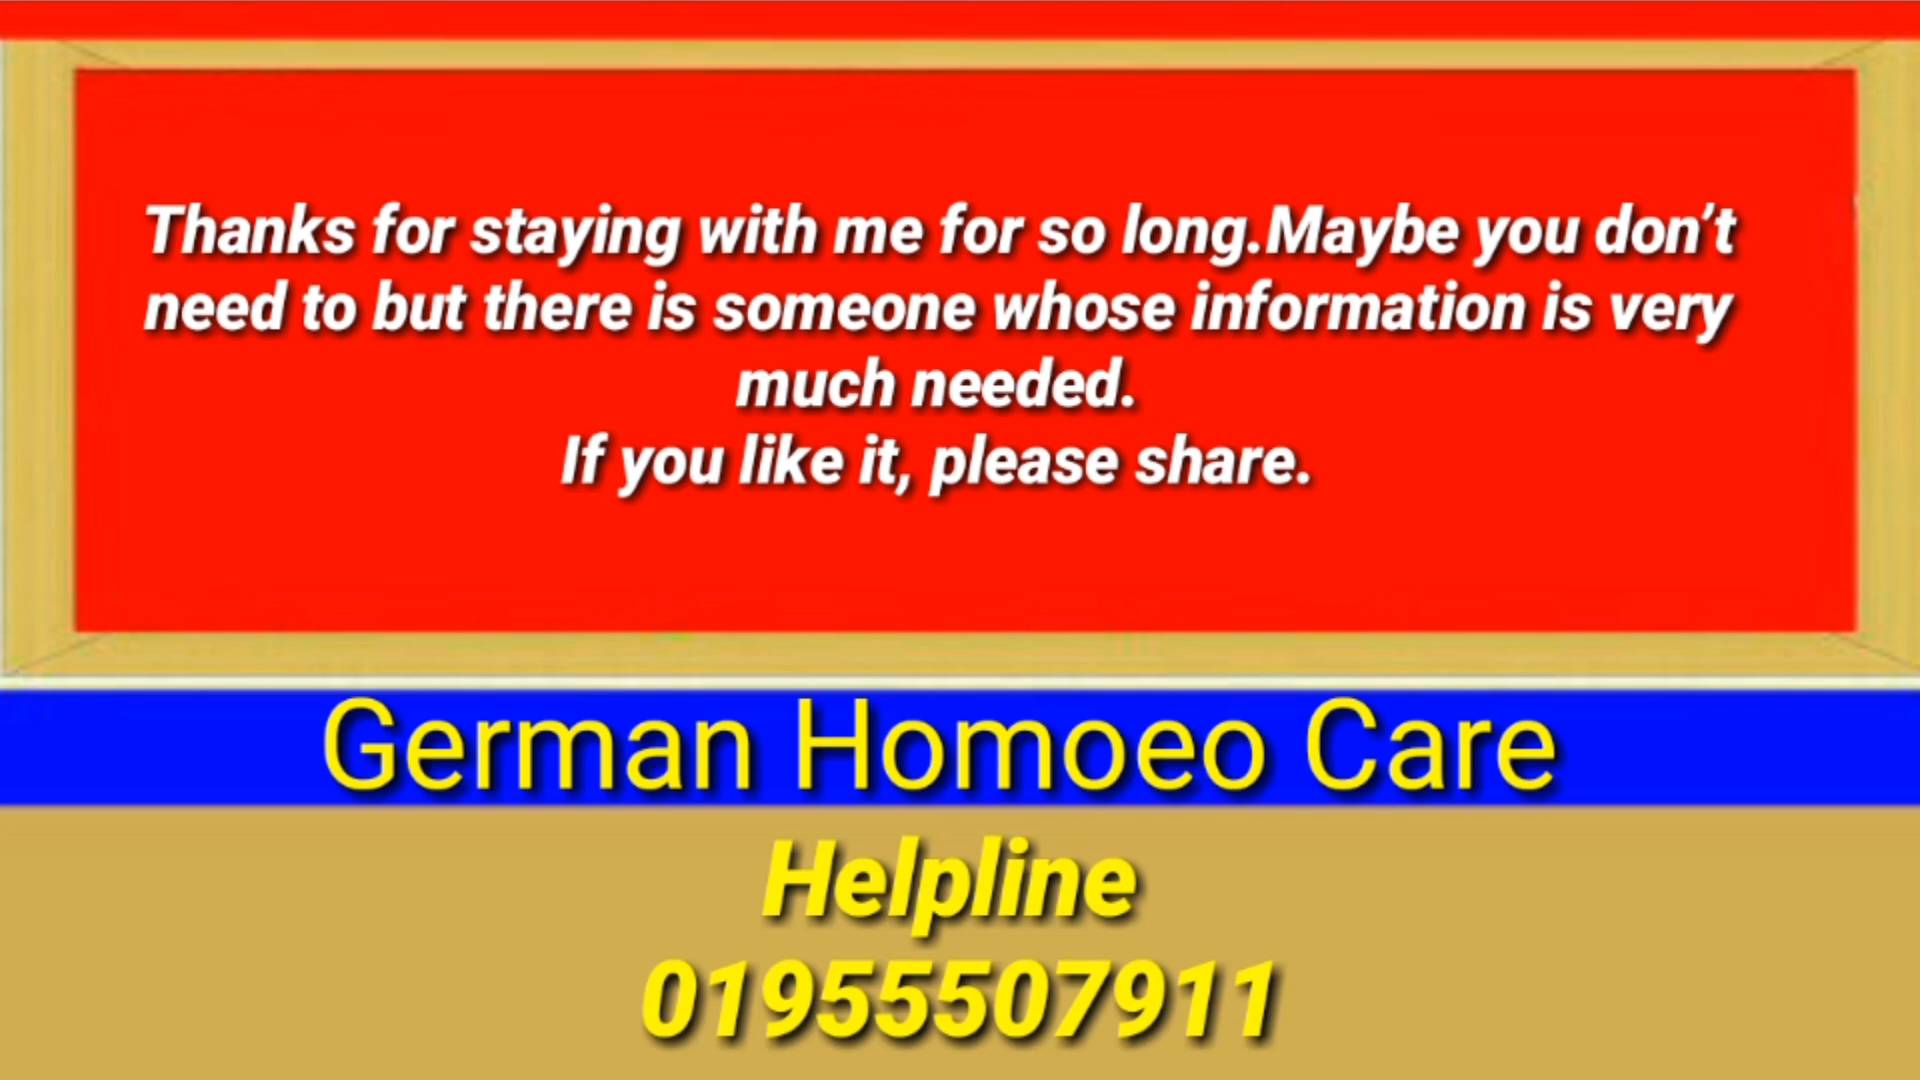 Thanks for staying with me for so long.Maybe you don’t
need to but there is someone whose information is very
much needed.
If you like it, please share.
German Homoeo Care
Helpline
01955507911